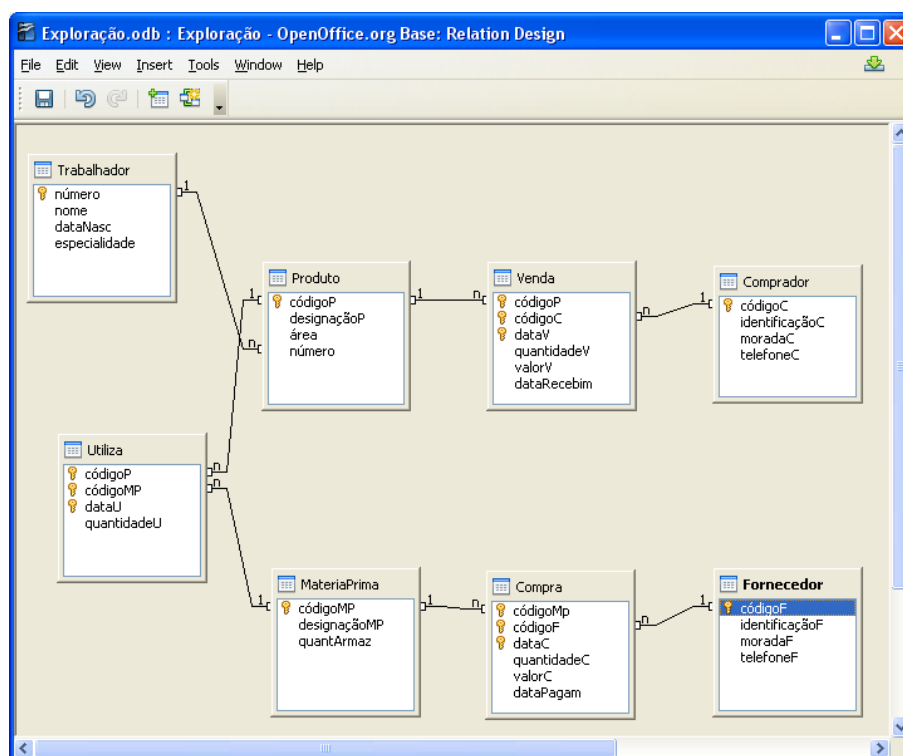 Exploração.odb : Exploração - OpenOffice.org Base: Relation Design
File Edit View Insert Tools Window Help
Trabalhador
número
nome
dataNasc
especialidade
1
n
Produto
códigoP
designaçãoP
área
número
1
1
n
Venda
códigoP
códigoC
dataV
quantidadeV
valorV
dataRecebim
n
1
Comprador
códigoC
identificaçãoC
moradaC
telefoneC
Utiliza
códigoP
códigoMP
dataU
quantidadeU
n
n
1
MateriaPrima
códigoMP
designaçãoMP
quantArmaz
1
n
Compra
códigoMp
códigoF
dataC
quantidadeC
valorC
dataPagam
n
1
Fornecedor
códigoF
identificaçãoF
moradaF
telefoneF